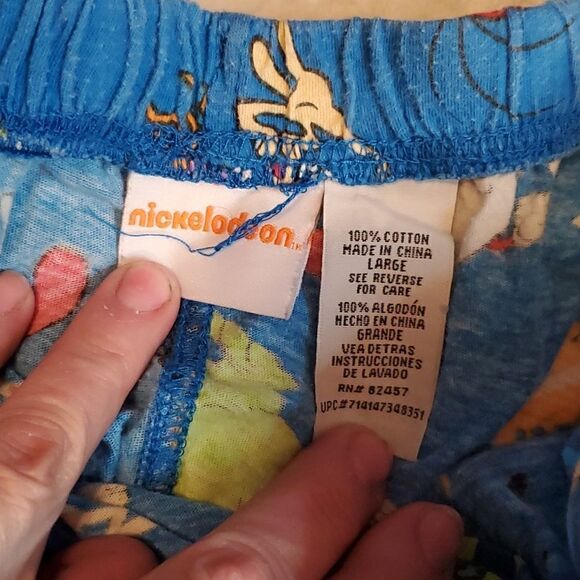 nickelodeon
100% COTTON
MADE IN CHINA
LARGE
SEE REVERSE
FOR CARE
100% ALGODÓN
HECHO EN CHINA
GRANDE
VEA DETRAS
INSTRUCCIONES
DE LAVADO
RN# 62457
UPC#714147348351